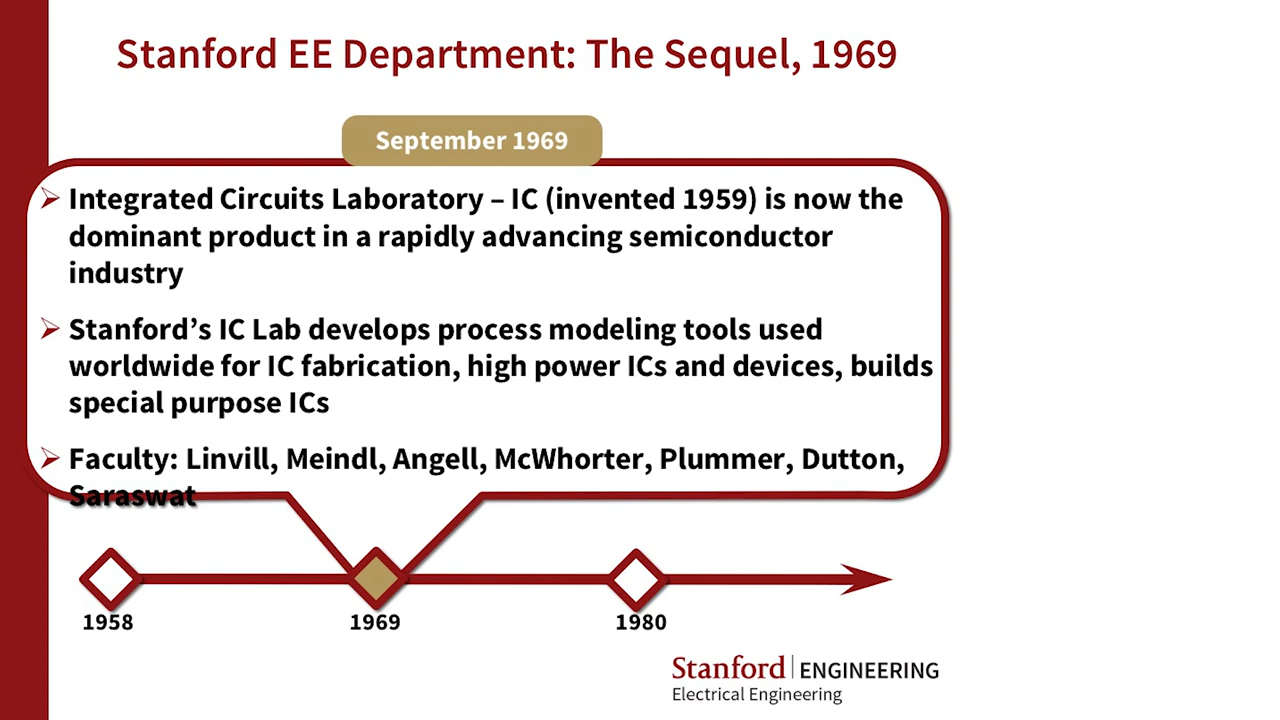 Stanford EE Department: The Sequel, 1969
September 1969
➢ Integrated Circuits Laboratory – IC (invented 1959) is now the
dominant product in a rapidly advancing semiconductor
industry
➢ Stanford’s IC Lab develops process modeling tools used
worldwide for IC fabrication, high power ICs and devices, builds
special purpose ICs
➢ Faculty: Linvill, Meindl, Angell, McWhorter, Plummer, Dutton,
Saraswat
1958 1969 1980
Stanford | ENGINEERING
Electrical Engineering